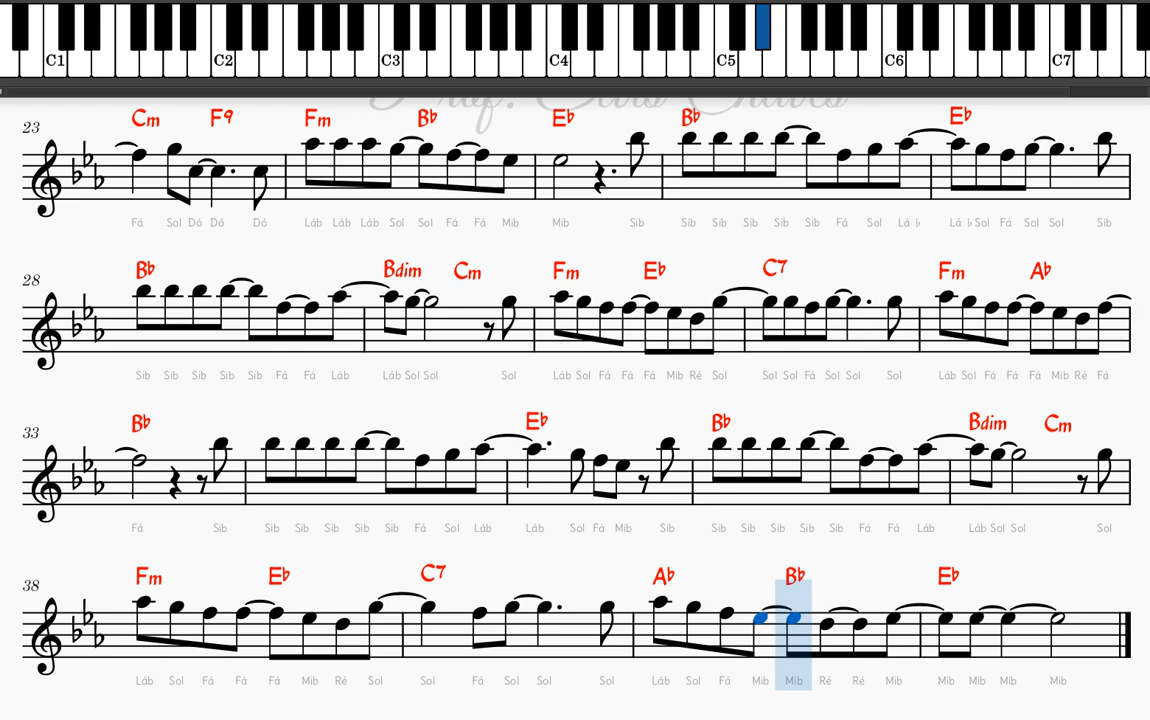 C1 C2 C3 C4 C5 C6 C7
23 Cm F9 Fm B♭ E♭ B♭ E♭
Fá Sol Dó Dó Dó Láb Láb Láb Sol Sol Fá Fá Mib Mib Sib Sib Sib Sib Sib Sib Fá Sol Lá ♭ Lá ♭ Sol Fá Sol Sol Sib
28 B♭ Bdim Cm Fm E♭ C7 Fm A♭
Sib Sib Sib Sib Sib Fá Fá Láb Láb Sol Sol Sol Láb Sol Fá Fá Fá Mib Ré Sol Sol Sol Fá Sol Sol Sol Láb Sol Fá Fá Fá Mib Ré Fá
33 B♭ E♭ B♭ Bdim Cm
Fá Sib Sib Sib Sib Sib Sib Fá Sol Láb Láb Sol Fá Mib Sib Sib Sib Sib Sib Sib Fá Fá Láb Láb Sol Sol Sol
38 Fm E♭ C7 A♭ B♭ E♭
Láb Sol Fá Fá Fá Mib Ré Sol Sol Fá Sol Sol Sol Láb Sol Fá Mib Mib Ré Ré Mib Mib Mib Mib Mib